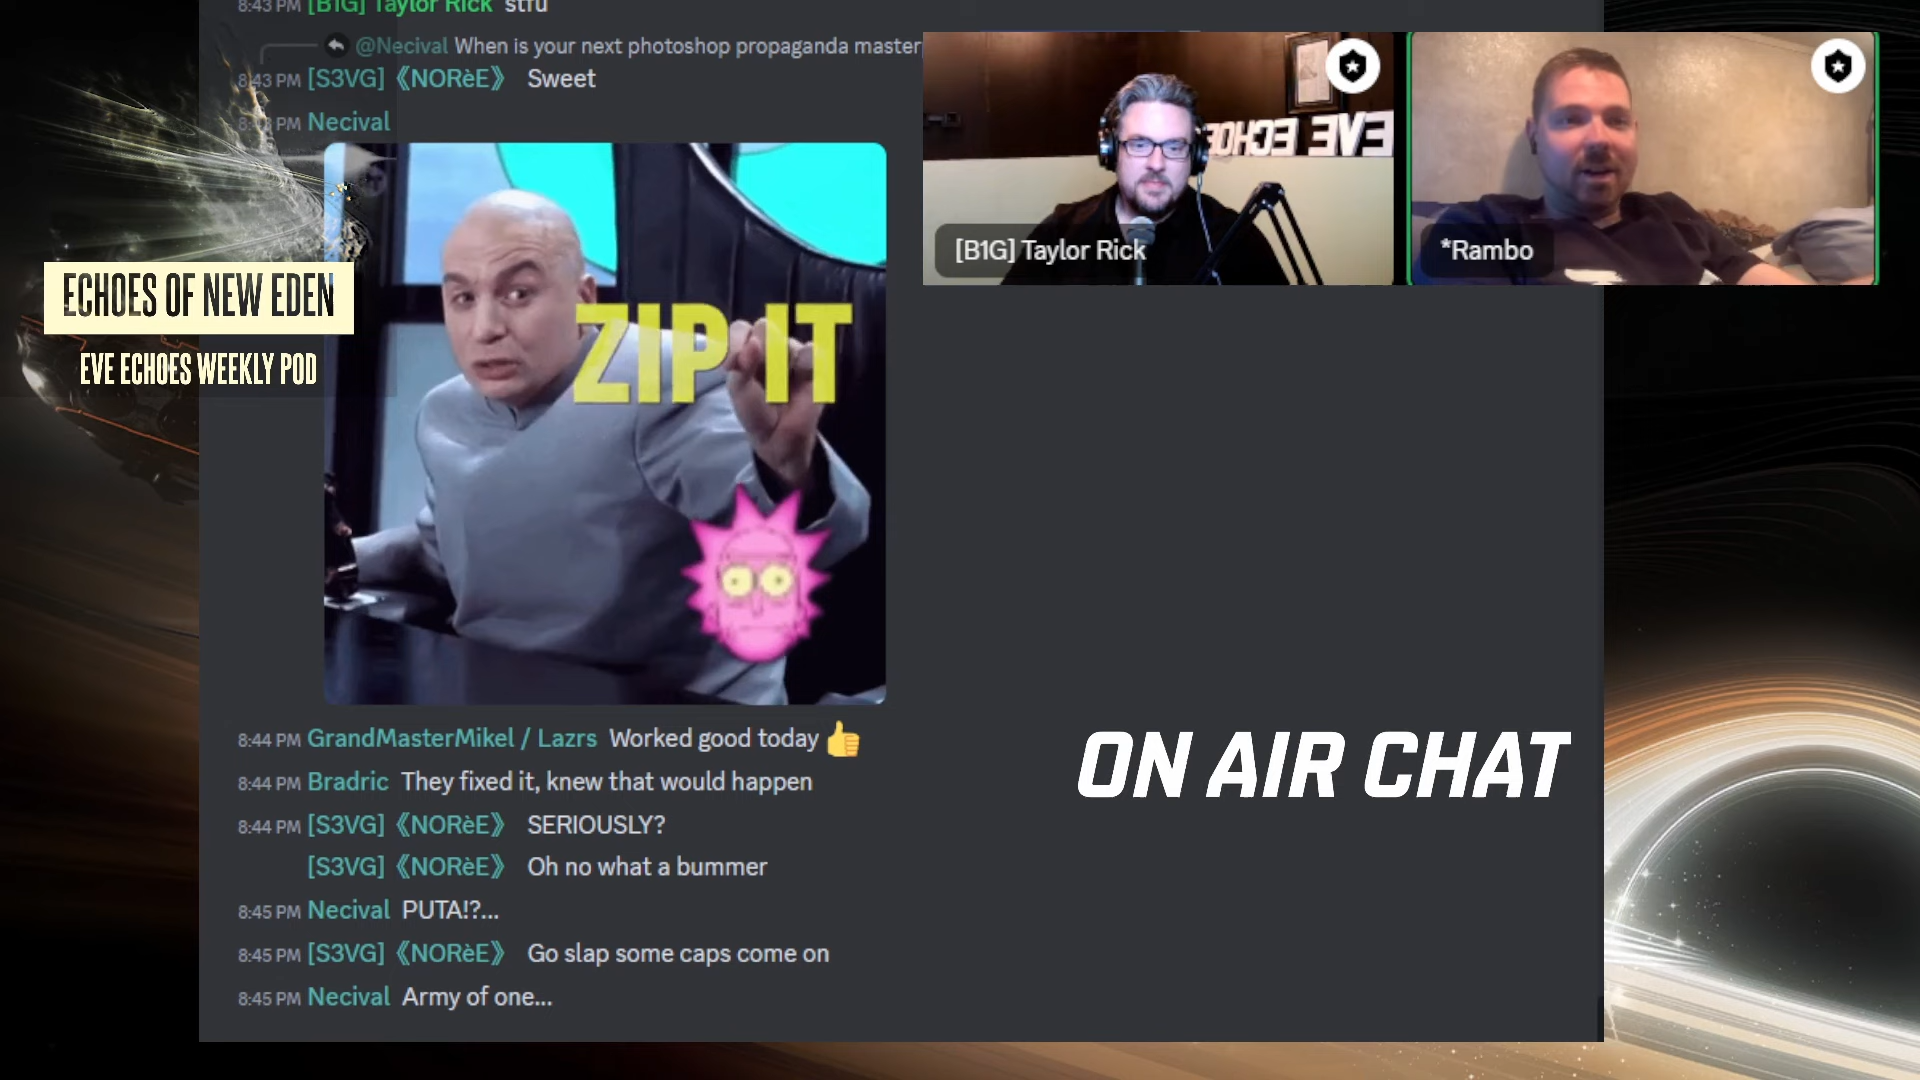 8:43 PM [B1G] Taylor Rick stfu
@Necival When is your next photoshop propaganda master
8:43 PM [S3VG] 《NORèE》 Sweet
PM Necival
ZIP IT
EVE ECHOE
[B1G] Taylor Rick
*Rambo
ECHOES OF NEW EDEN
EVE ECHOES WEEKLY POD
8:44 PM GrandMasterMikel / Lazrs Worked good today 👍
ON AIR CHAT
8:44 PM Bradric They fixed it, knew that would happen
8:44 PM [S3VG] 《NORèE》 SERIOUSLY?
[S3VG] 《NORèE》 Oh no what a bummer
8:45 PM Necival PUTA!?...
8:45 PM [S3VG] 《NORèE》 Go slap some caps come on
8:45 PM Necival Army of one...